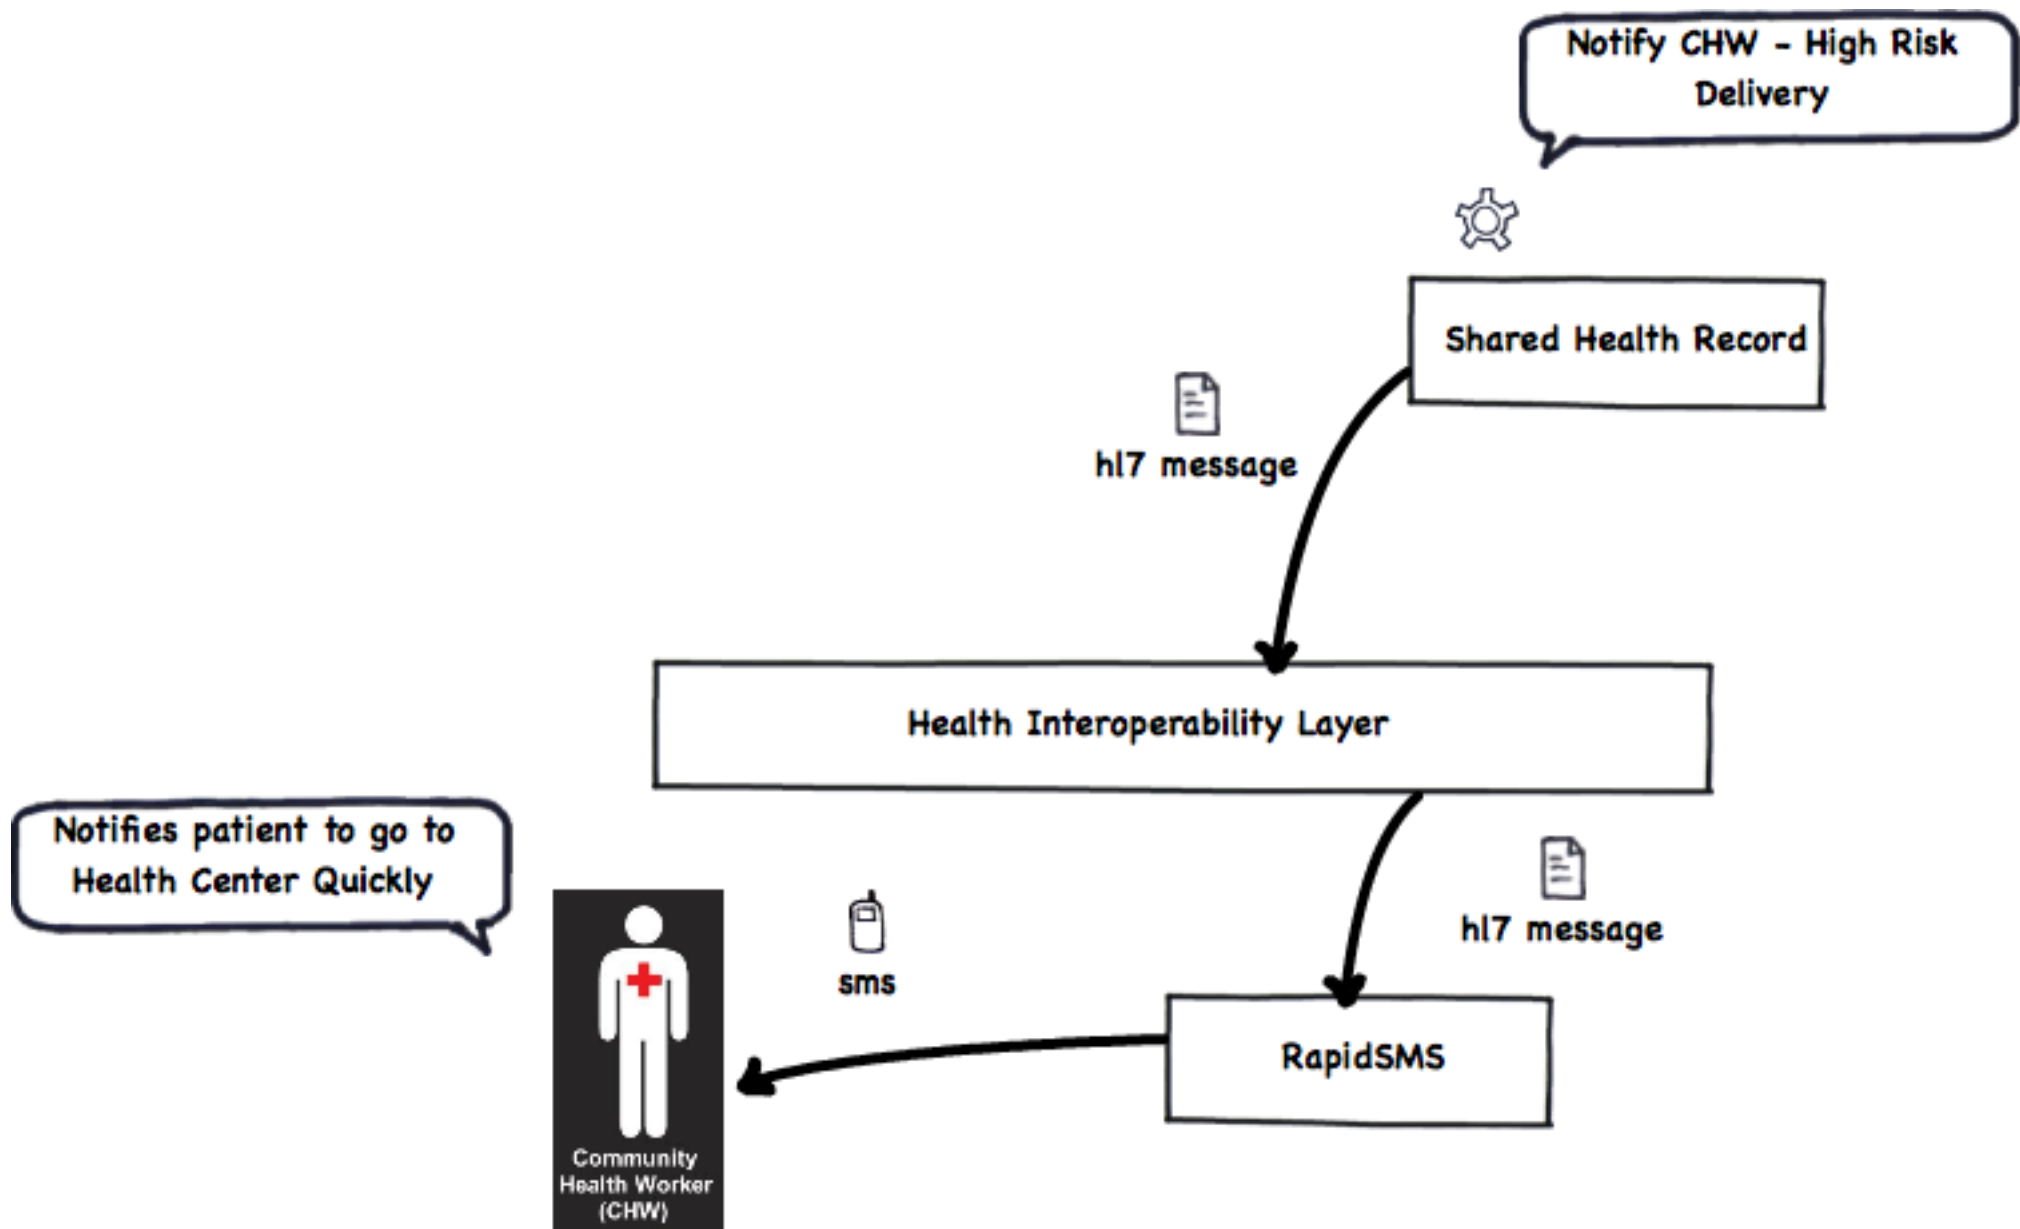 Notify CHW - High Risk
Delivery
Shared Health Record
hl7 message
Health Interoperability Layer
Notifies patient to go to
Health Center Quickly
hl7 message
sms
RapidSMS
Community
Health Worker
(CHW)